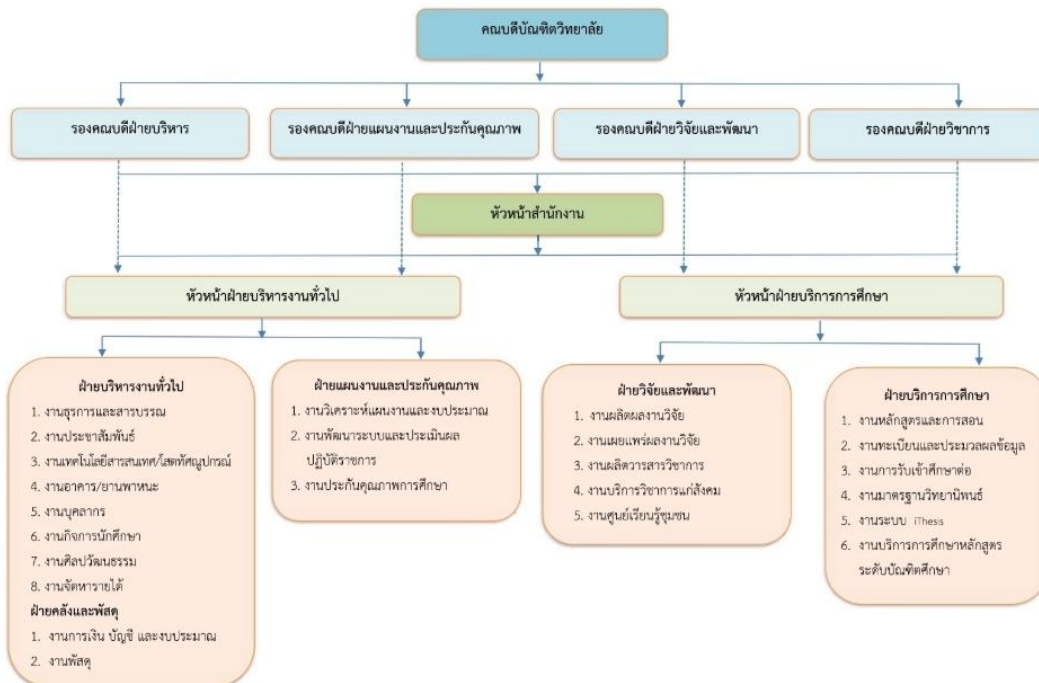 คณบดีบัณฑิตวิทยาลัย
รองคณบดีฝ่ายบริหาร
รองคณบดีฝ่ายแผนงานและประกันคุณภาพ
รองคณบดีฝ่ายวิจัยและพัฒนา
รองคณบดีฝ่ายวิชาการ
หัวหน้าสำนักงาน
หัวหน้าฝ่ายบริหารงานทั่วไป
หัวหน้าฝ่ายบริการการศึกษา
ฝ่ายบริหารงานทั่วไป
1. งานธุรการและสารบรรณ
2. งานประชาสัมพันธ์
3. งานเทคโนโลยีสารสนเทศ/โสตทัศณูปกรณ์
4. งานอาคาร/ยานพาหนะ
5. งานบุคลากร
6. งานกิจการนักศึกษา
7. งานศิลปวัฒนธรรม
8. งานจัดหารายได้
ฝ่ายคลังและพัสดุ
1. งานการเงิน บัญชี และงบประมาณ
2. งานพัสดุ
ฝ่ายแผนงานและประกันคุณภาพ
1. งานวิเคราะห์แผนงานและงบประมาณ
2. งานพัฒนาระบบและประเมินผล
ปฏิบัติราชการ
3. งานประกันคุณภาพการศึกษา
ฝ่ายวิจัยและพัฒนา
1. งานผลิตผลงานวิจัย
2. งานเผยแพร่ผลงานวิจัย
3. งานผลิตวารสารวิชาการ
4. งานบริการวิชาการแก่สังคม
5. งานศูนย์เรียนรู้ชุมชน
ฝ่ายบริการการศึกษา
1. งานหลักสูตรและการสอน
2. งานทะเบียนและประมวลผลข้อมูล
3. งานการรับเข้าศึกษาต่อ
4. งานมาตรฐานวิทยานิพนธ์
5. งานระบบ iThesis
6. งานบริการการศึกษาหลักสูตร
ระดับบัณฑิตศึกษา